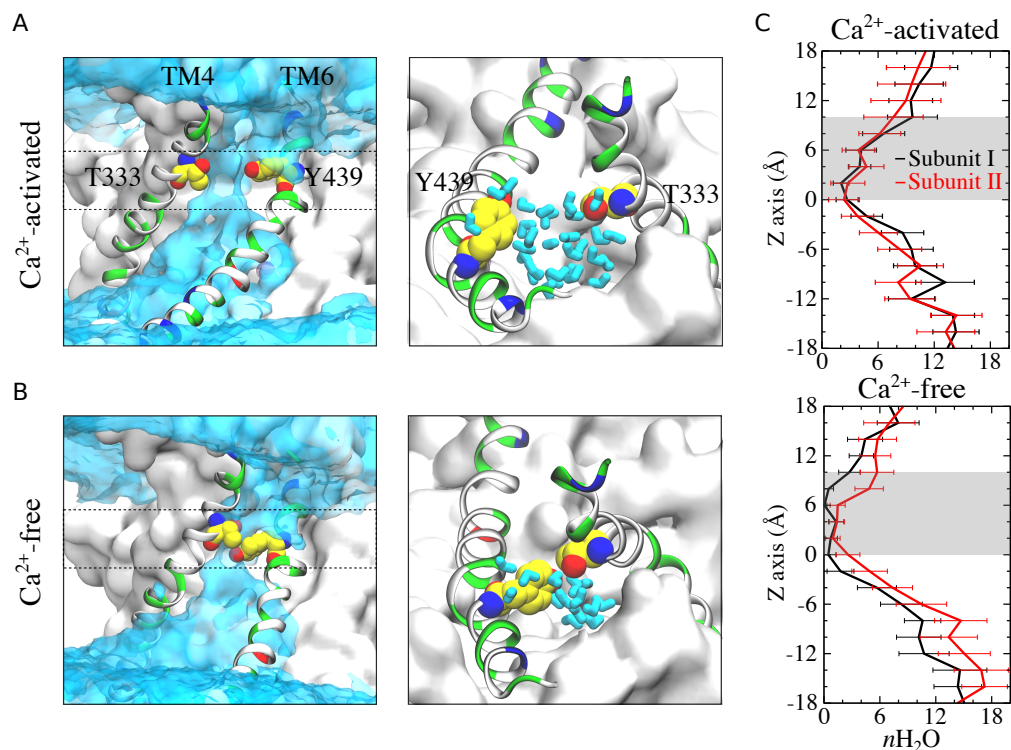 A
Ca²⁺-activated
TM4
TM6
T333
Y439
Y439
T333
B
Ca²⁺-free
C
Ca²⁺-activated
18
12
6
0
-6
-12
-18
Z axis (Å)
Subunit I
Subunit II
0 6 12 18
Ca²⁺-free
18
12
6
0
-6
-12
-18
Z axis (Å)
0 6 12 18
nH₂O